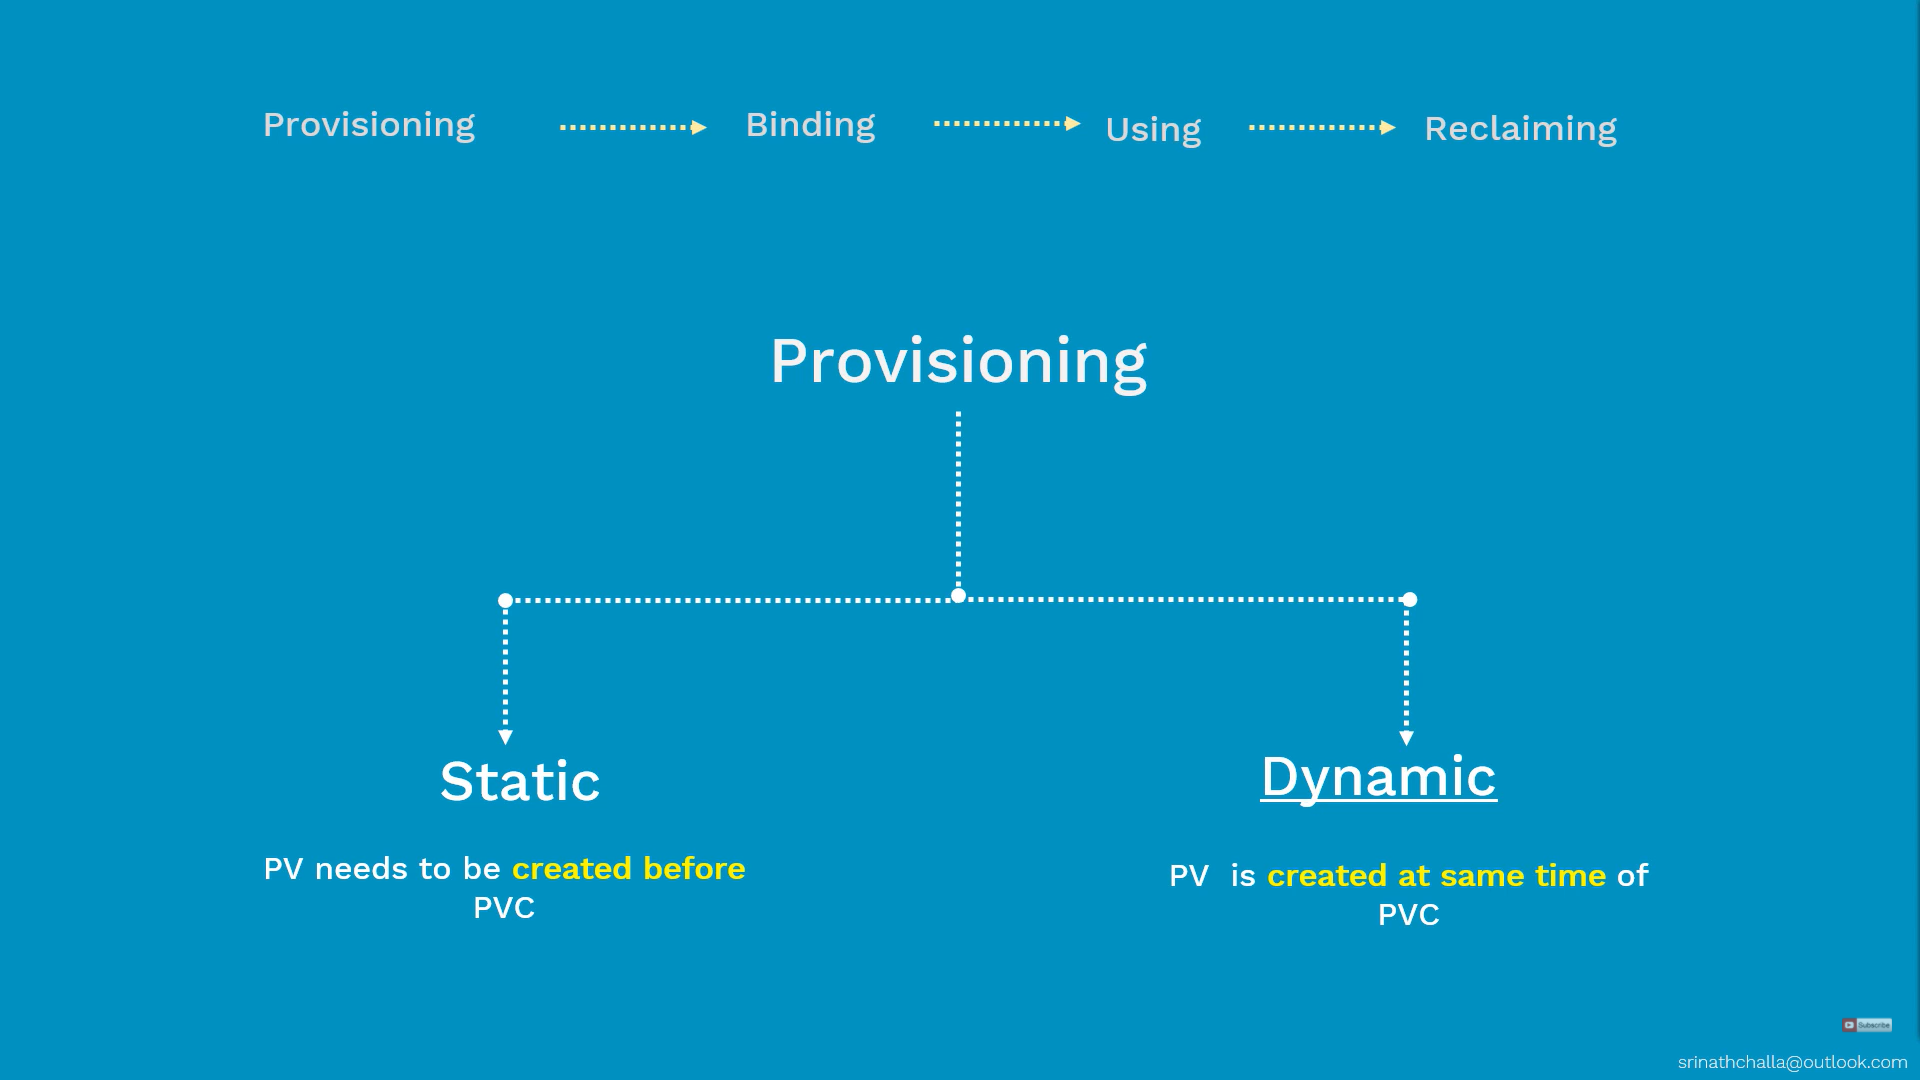 Provisioning
Binding
Using
Reclaiming
Provisioning
Static
Dynamic
PV needs to be created before
PVC
PV is created at same time of
PVC
Subscribe
srinathchalla@outlook.com